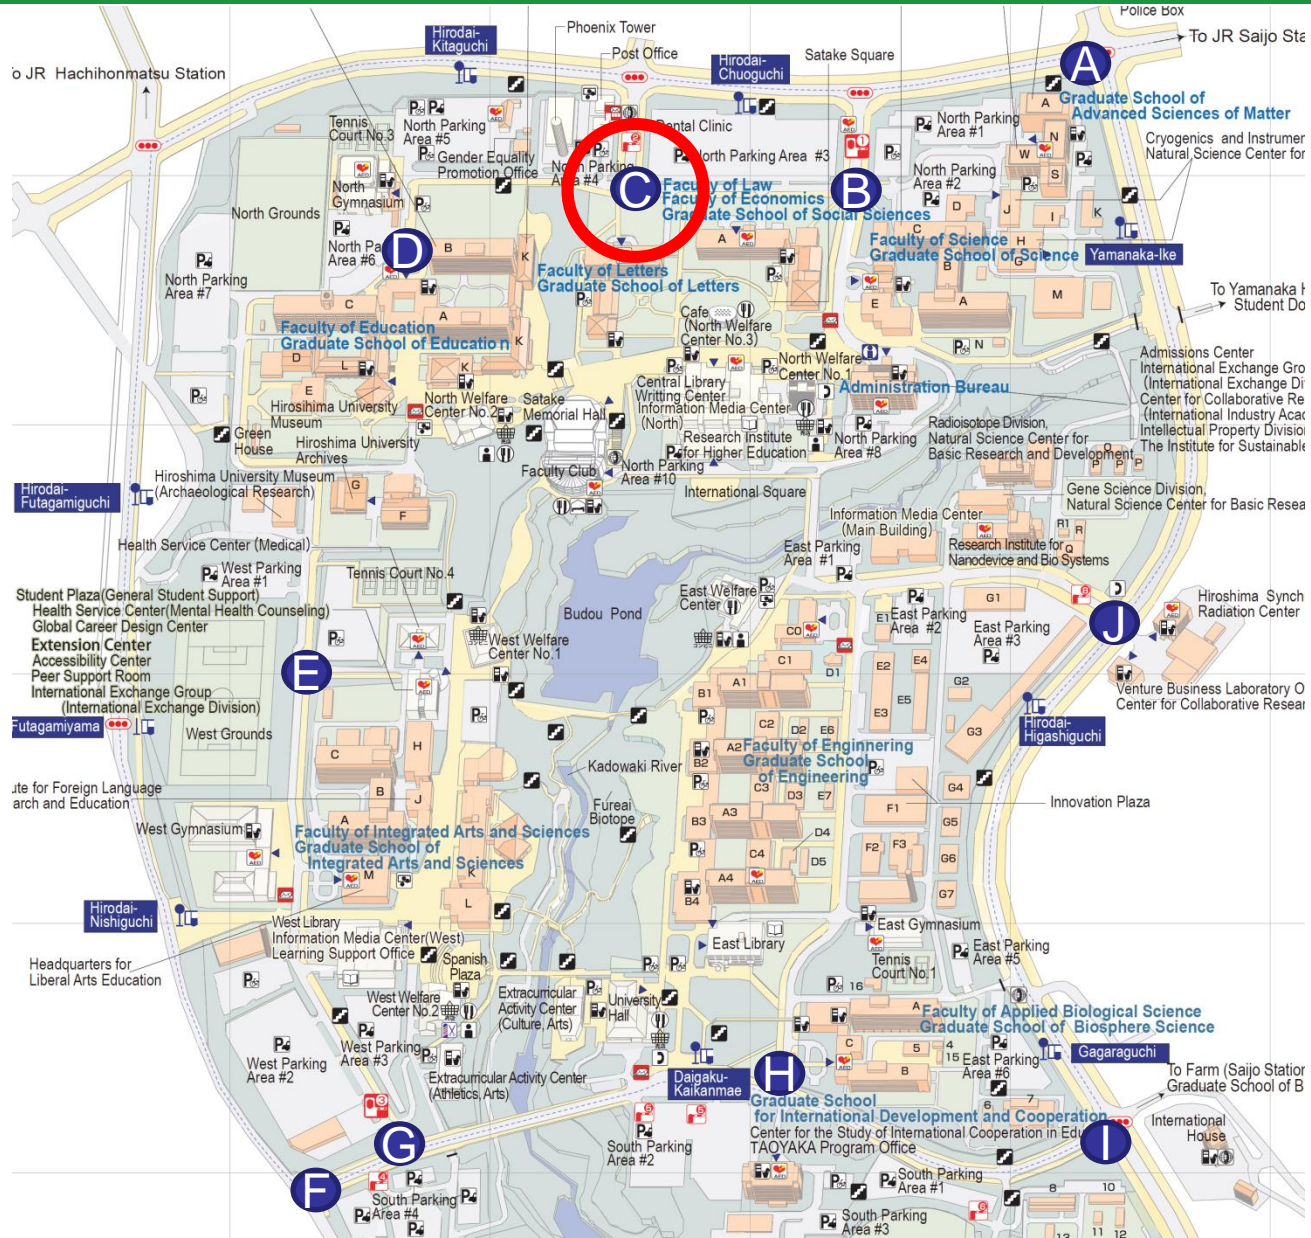 Police Box
To JR Saijo Sta
Phoenix Tower
Post Office
Hirodai-
Kitaguchi
Hirodai-
Chuoguchi
Satake Square
To JR Hachihonmatsu Station
A
Graduate School of
Advanced Sciences of Matter
Tennis
Court No.3
North Parking
Area #5
Gender Equality
Promotion Office
Dental Clinic
North Parking
Area #4
North Parking Area #3
North Parking
Area #1
North Parking
Area #2
Cryogenics and Instrumen
Natural Science Center for
C
Faculty of Law
Faculty of Economics
Graduate School of Social Sciences
B
North
Gymnasium
North Grounds
North Pa
Area #6
D
North Parking
Area #7
Faculty of Letters
Graduate School of Letters
Faculty of Science
Graduate School of Science
Yamanaka-Ike
To Yamanaka H
Student Do
Faculty of Education
Graduate School of Education
Cafe
(North Welfare
Center No.3)
North Welfare
Center No.1
Administration Bureau
Admissions Center
International Exchange Gro
(International Exchange Di
Center for Collaborative Re
(International Industry Acad
Intellectual Property Division
The Institute for Sustainable
Hirosihima University
Museum
North Welfare
Center No.2
Satake
Memorial Hall
Central Library
Writting Center
Information Media Center
(North)
Research Institute
for Higher Education
North Parking
Area #8
Radioisotope Division,
Natural Science Center for
Basic Research and Development
Green
House
Hiroshima University
Archives
Hiroshima University Museum
(Archaeological Research)
Faculty Club
North Parking
Area #10
International Square
Gene Science Division,
Natural Science Center for Basic Resea
Hirodai-
Futagamiguchi
Information Media Center
(Main Building)
Research Institute for
Nanodevice and Bio Systems
Health Service Center (Medical)
West Parking
Area #1
Tennis Court No.4
East Parking
Area #1
Student Plaza(General Student Support)
Health Service Center(Mental Health Counseling)
Global Career Design Center
Extension Center
Accessibility Center
Peer Support Room
International Exchange Group
(International Exchange Division)
Budou Pond
East Welfare
Center
East Parking
Area #2
East Parking
Area #3
J
Hiroshima Synch
Radiation Center
West Welfare
Center No.1
E
Venture Business Laboratory O
Center for Collaborative Resear
Futagamiyama
West Grounds
Hirodai-
Higashiguchi
Faculty of Enginnering
Graduate School
of Engineering
Kadowaki River
Fureai
Biotope
Innovation Plaza
ute for Foreign Language
arch and Education
West Gymnasium
Faculty of Integrated Arts and Sciences
Graduate School of
Integrated Arts and Sciences
Hirodai-
Nishiguchi
West Library
Information Media Center(West)
Learning Support Office
Headquarters for
Liberal Arts Education
Spanish
Plaza
East Library
East Gymnasium
Tennis
Court No.1
East Parking
Area #5
West Welfare
Center No.2
Extracurricular
Activity Center
(Culture, Arts)
University
Hall
Faculty of Applied Biological Science
Graduate School of Biosphere Science
West Parking
Area #2
West Parking
Area #3
Extracurricular Activity Center
(Athletics, Arts)
Daigaku-
Kaikanmae
H
East Parking
Area #6
Gagaraguchi
To Farm (Saijo Station
Graduate School of B
Graduate School
for International Development and Cooperation
Center for the Study of International Cooperation in Edu
TAOYAKA Program Office
I
International
House
G
F
South Parking
Area #2
South Parking
Area #4
South Parking
Area #1
South Parking
Area #3